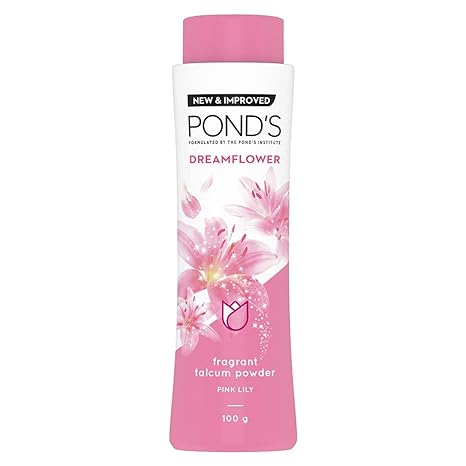 NEW & IMPROVED
POND'S
FORMULATED BY THE POND'S INSTITUTE
DREAMFLOWER
fragrant
talcum powder
PINK LILY
100 g